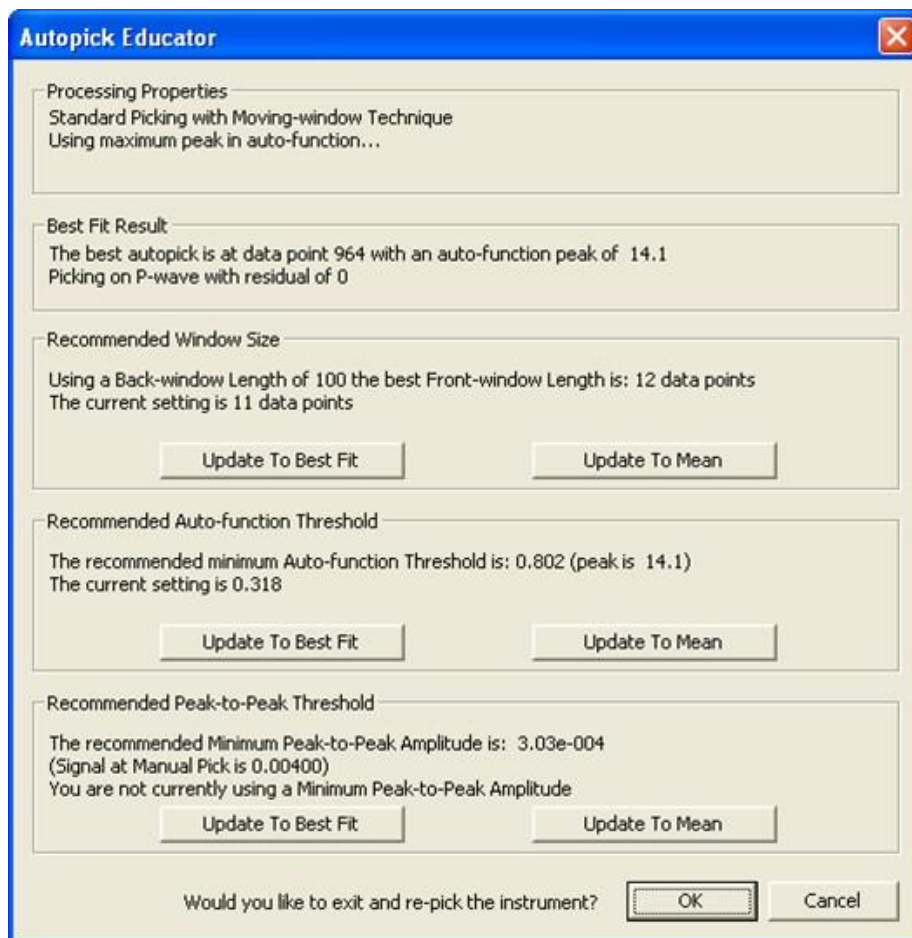 Autopick Educator
Processing Properties
Standard Picking with Moving-window Technique
Using maximum peak in auto-function...
Best Fit Result
The best autopick is at data point 964 with an auto-function peak of  14.1
Picking on P-wave with residual of 0
Recommended Window Size
Using a Back-window Length of 100 the best Front-window Length is: 12 data points
The current setting is 11 data points
Update To Best Fit Update To Mean
Recommended Auto-function Threshold
The recommended minimum Auto-function Threshold is: 0.802 (peak is  14.1)
The current setting is 0.318
Update To Best Fit Update To Mean
Recommended Peak-to-Peak Threshold
The recommended Minimum Peak-to-Peak Amplitude is:  3.03e-004
(Signal at Manual Pick is 0.00400)
You are not currently using a Minimum Peak-to-Peak Amplitude
Update To Best Fit Update To Mean
Would you like to exit and re-pick the instrument? OK Cancel